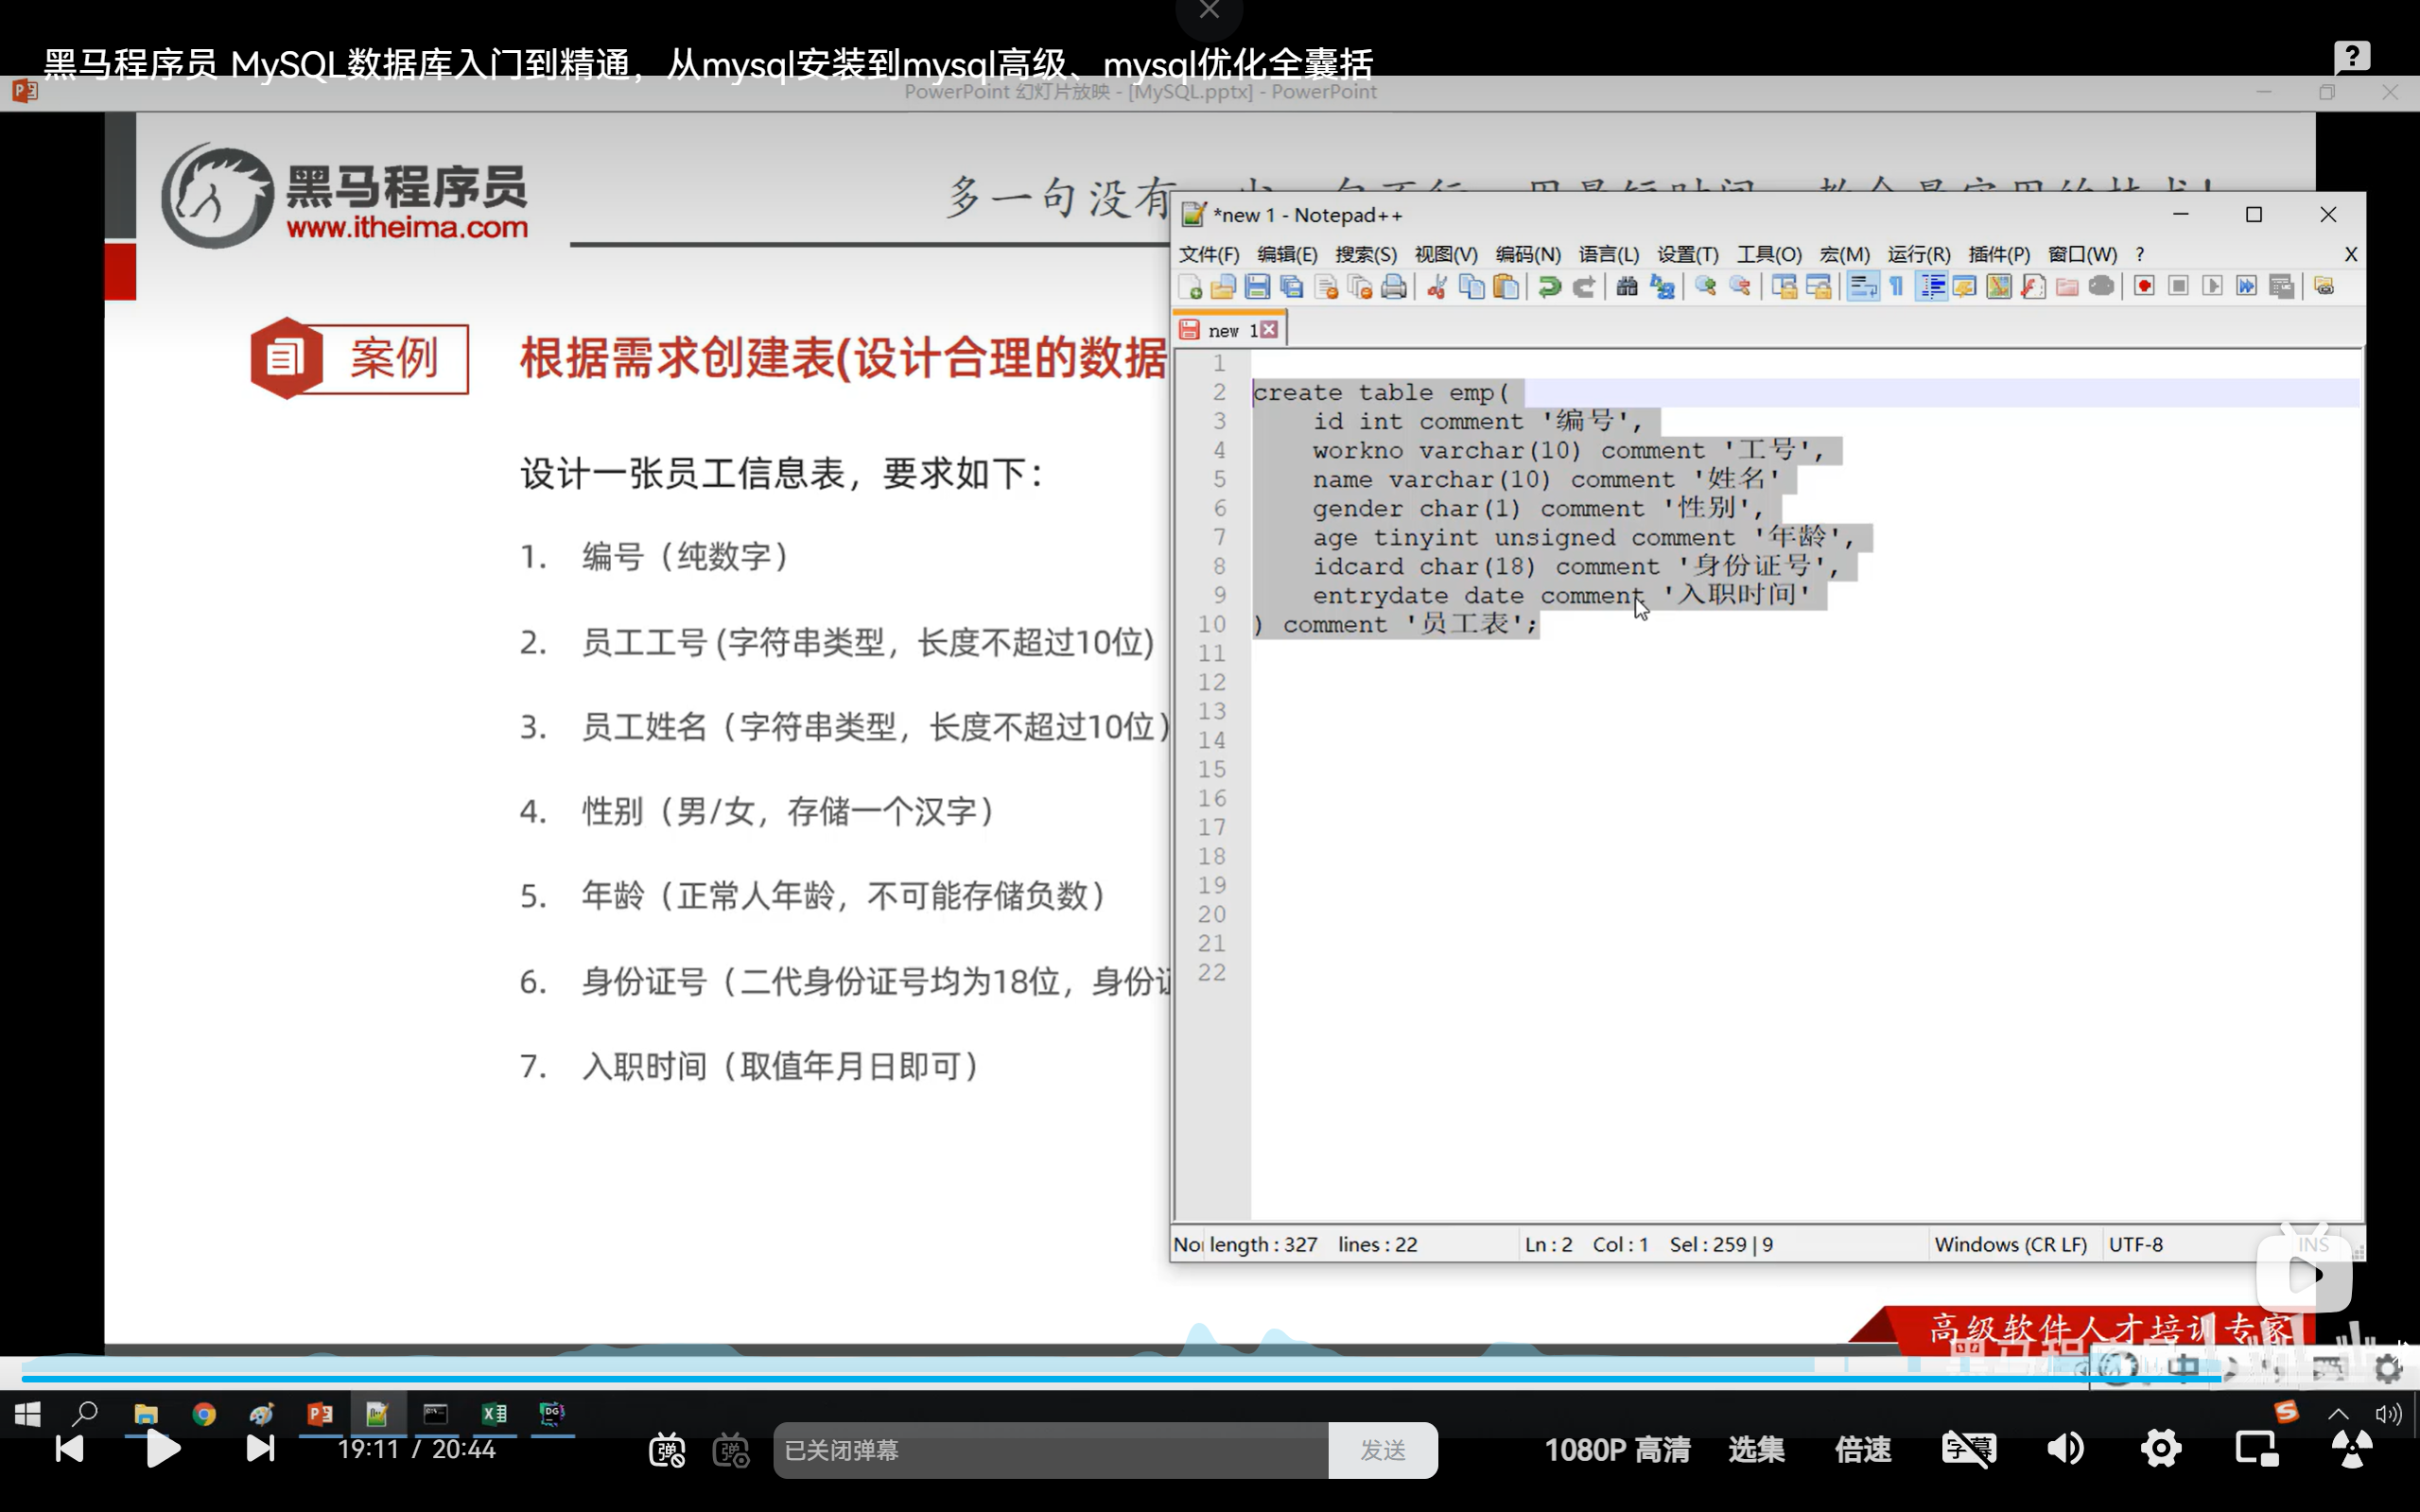 黑马程序员 MySQL数据库入门到精通，从mysql安装到mysql高级、mysql优化全囊括
PowerPoint 幻灯片放映 - [MySQL.pptx] - PowerPoint
黑马程序员
www.itheima.com
多一句没有
案例
根据需求创建表(设计合理的数据
设计一张员工信息表，要求如下：
1. 编号（纯数字）
2. 员工工号 (字符串类型，长度不超过10位)
3. 员工姓名（字符串类型，长度不超过10位）
4. 性别（男/女，存储一个汉字）
5. 年龄（正常人年龄，不可能存储负数）
6. 身份证号（二代身份证号均为18位，身份证
7. 入职时间（取值年月日即可）
*new 1 - Notepad++
文件(F) 编辑(E) 搜索(S) 视图(V) 编码(N) 语言(L) 设置(T) 工具(O) 宏(M) 运行(R) 插件(P) 窗口(W) ? X
new 1
1
2 create table emp(
3 id int comment '编号',
4 workno varchar(10) comment '工号',
5 name varchar(10) comment '姓名'
6 gender char(1) comment '性别',
7 age tinyint unsigned comment '年龄',
8 idcard char(18) comment '身份证号',
9 entrydate date comment '入职时间'
10 ) comment '员工表';
11
12
13
14
15
16
17
18
19
20
21
22
length : 327 lines : 22 Ln : 2 Col : 1 Sel : 259 | 9 Windows (CR LF) UTF-8 INS
高级软件人才培训专家
19:11 / 20:44
已关闭弹幕
发送
1080P 高清 选集 倍速